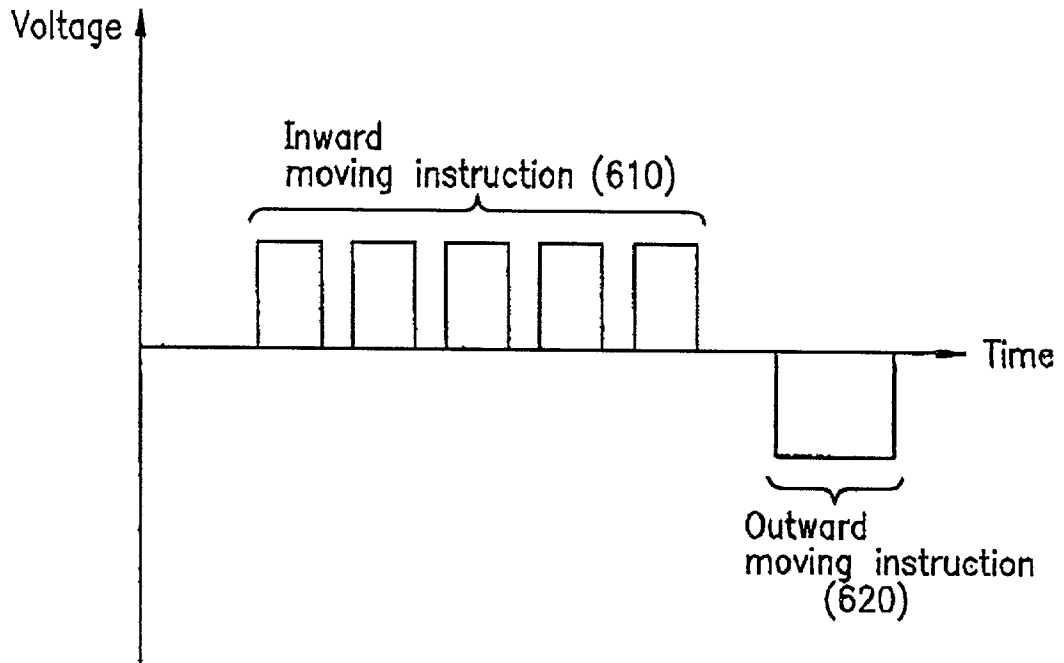 Voltage
Inward
moving instruction (610)
Time
Outward
moving instruction
(620)